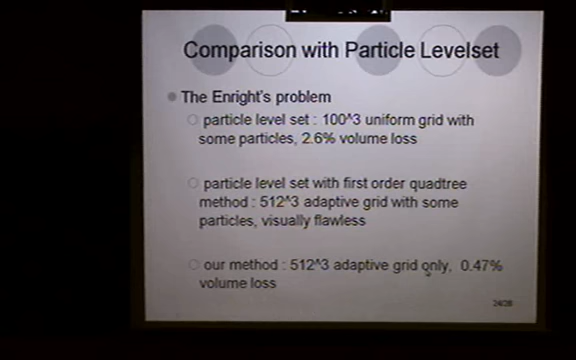 Comparison with Particle Levelset
The Enright's problem
particle level set : 100^3 uniform grid with
some particles, 2.6% volume loss
particle level set with first order quadtree
method : 512^3 adaptive grid with some
particles, visually flawless
our method : 512^3 adaptive grid only, 0.47%
volume loss
24/28